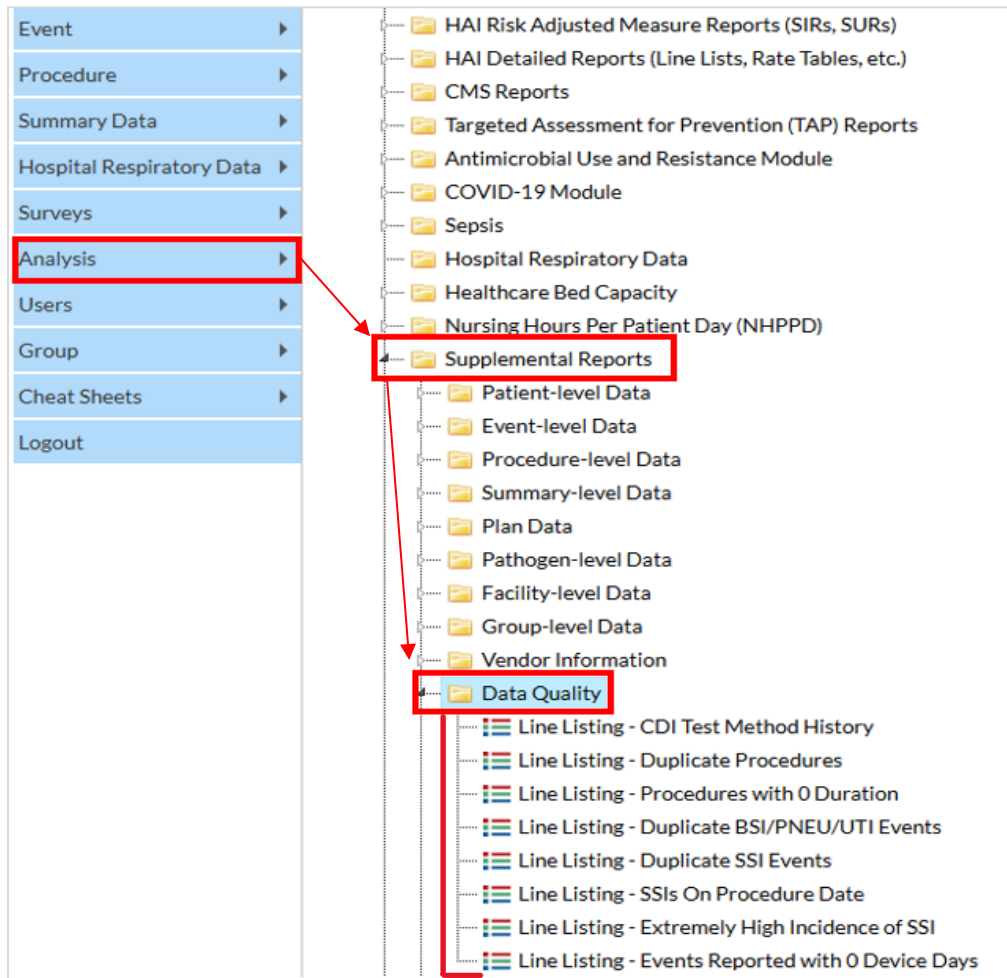 Event
Procedure
Summary Data
Hospital Respiratory Data
Surveys
Analysis
Users
Group
Cheat Sheets
Logout
HAI Risk Adjusted Measure Reports (SIRs, SURs)
HAI Detailed Reports (Line Lists, Rate Tables, etc.)
CMS Reports
Targeted Assessment for Prevention (TAP) Reports
Antimicrobial Use and Resistance Module
COVID-19 Module
Sepsis
Hospital Respiratory Data
Healthcare Bed Capacity
Nursing Hours Per Patient Day (NHPPD)
Supplemental Reports
Patient-level Data
Event-level Data
Procedure-level Data
Summary-level Data
Plan Data
Pathogen-level Data
Facility-level Data
Group-level Data
Vendor Information
Data Quality
Line Listing - CDI Test Method History
Line Listing - Duplicate Procedures
Line Listing - Procedures with 0 Duration
Line Listing - Duplicate BSI/PNEU/UTI Events
Line Listing - Duplicate SSI Events
Line Listing - SSIs On Procedure Date
Line Listing - Extremely High Incidence of SSI
Line Listing - Events Reported with 0 Device Days